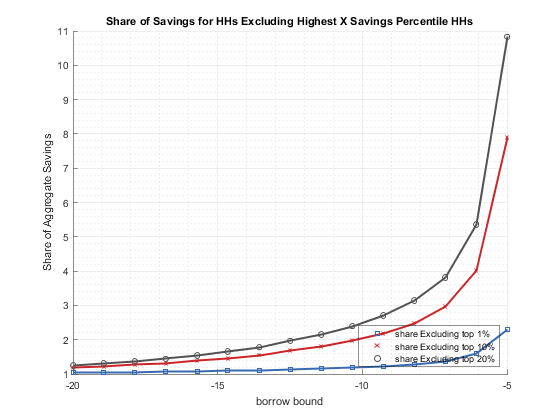 Share of Savings for HHs Excluding Highest X Savings Percentile HHs
11
10
9
8
7
6
5
4
3
2
1
Share of Aggregate Savings
share Excluding top 1%
share Excluding top 10%
share Excluding top 20%
-20
-15
-10
-5
borrow bound